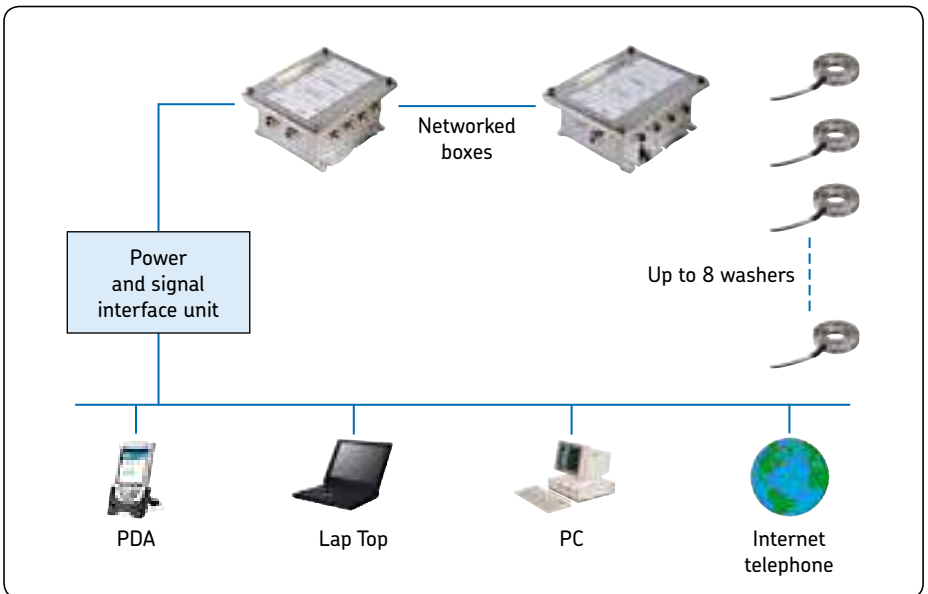 Networked
boxes
Power
and signal
interface unit
Up to 8 washers
PDA
Lap Top
PC
Internet
telephone